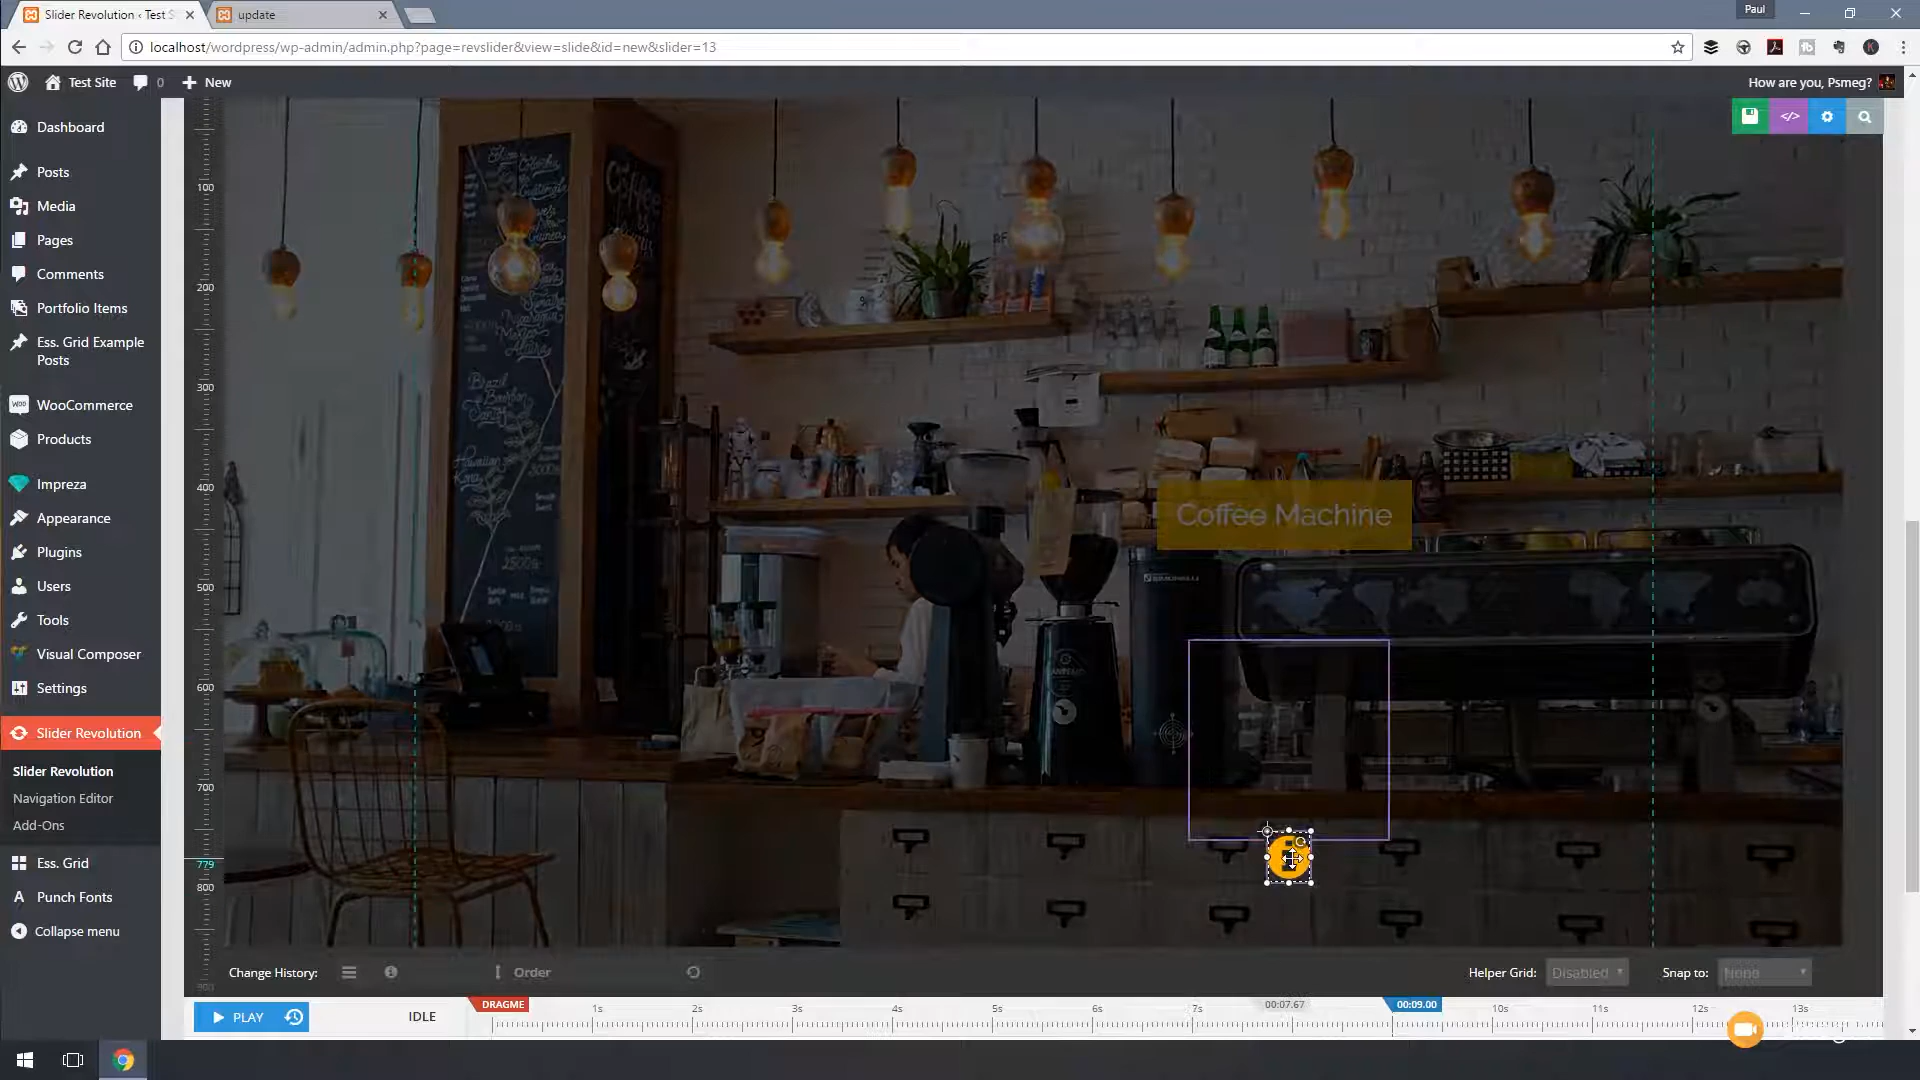 Slider Revolution ‹ Test S
update
Paul
localhost/wordpress/wp-admin/admin.php?page=revslider&view=slide&id=new&slider=13
Test Site
0
New
How are you, Psmeg?
Dashboard
Posts
Media
Pages
Comments
Portfolio Items
Ess. Grid Example
Posts
WooCommerce
Products
Impreza
Appearance
Plugins
Users
Tools
Visual Composer
Settings
Slider Revolution
Slider Revolution
Navigation Editor
Add-Ons
Ess. Grid
Punch Fonts
Collapse menu
100
200
300
400
500
600
700
779
800
900
Coffee
Coffee Machine
Change History:
Order
Helper Grid:
Disabled
Snap to:
None
PLAY
IDLE
DRAGME
1s
2s
3s
4s
5s
6s
7s
00:07.67
00:09.00
10s
11s
12s
13s